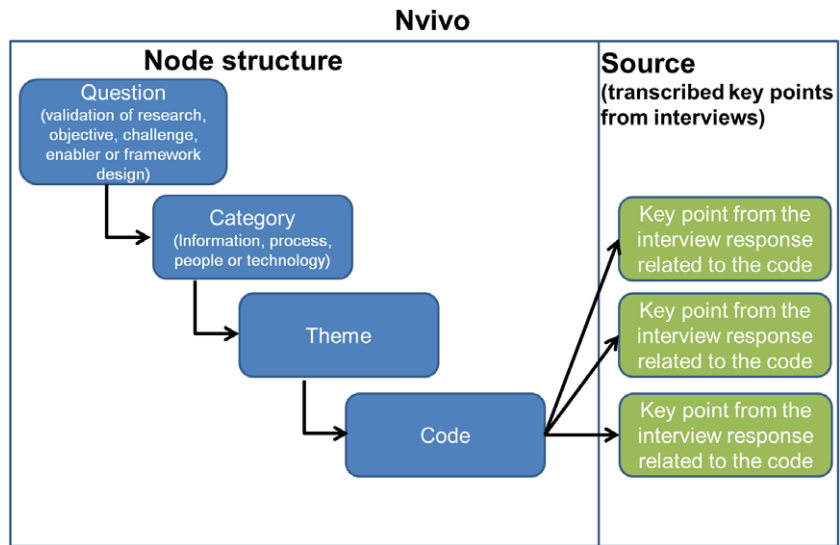 Nvivo
Node structure
Question
(validation of research,
objective, challenge,
enabler or framework
design)
Category
(Information, process,
people or technology)
Theme
Code
Source
(transcribed key points
from interviews)
Key point from the
interview response
related to the code
Key point from the
interview response
related to the code
Key point from the
interview response
related to the code